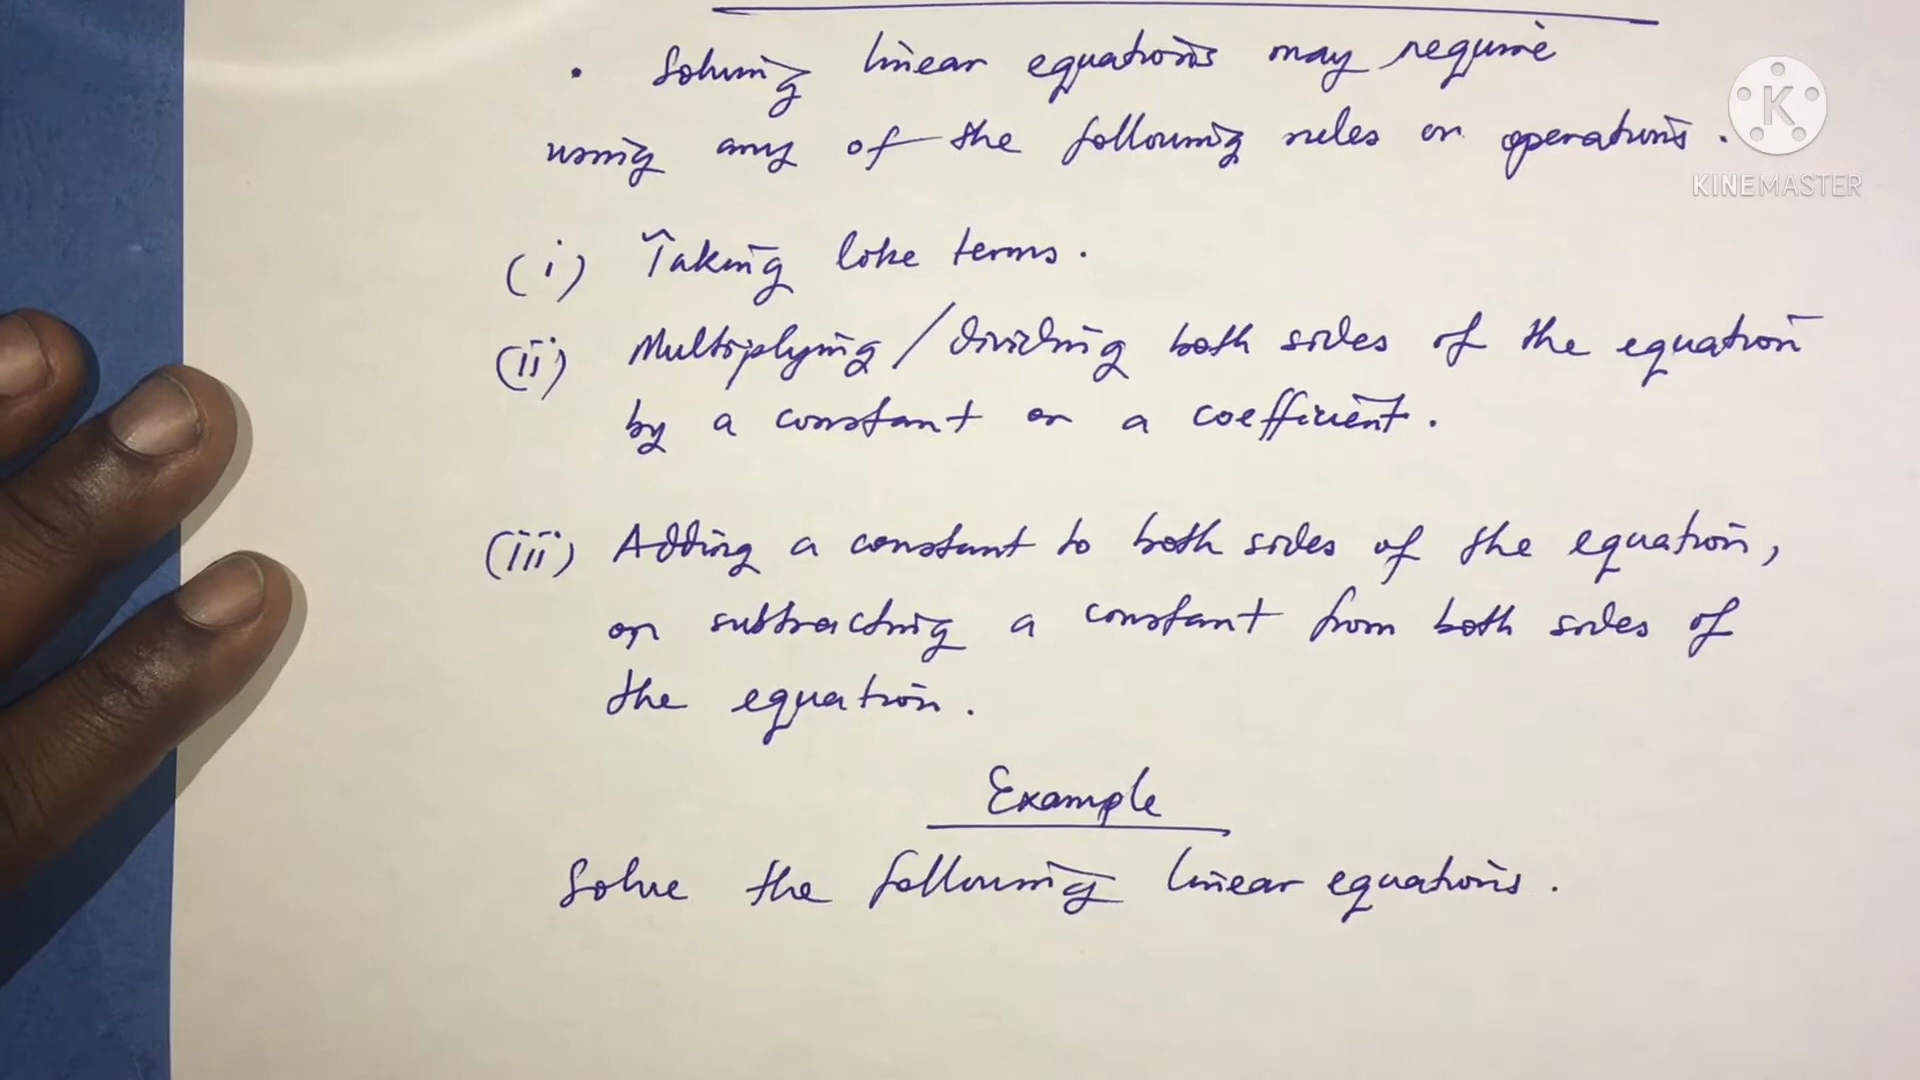 • Solving linear equations may require
using any of the following rules or operations.
K
KINEMASTER
(i) Taking like terms.
(ii) Multiplying/dividing both sides of the equation
by a constant or a coefficient.
(iii) Adding a constant to both sides of the equation,
or subtracting a constant from both sides of
the equation.
Example
Solve the following linear equations.